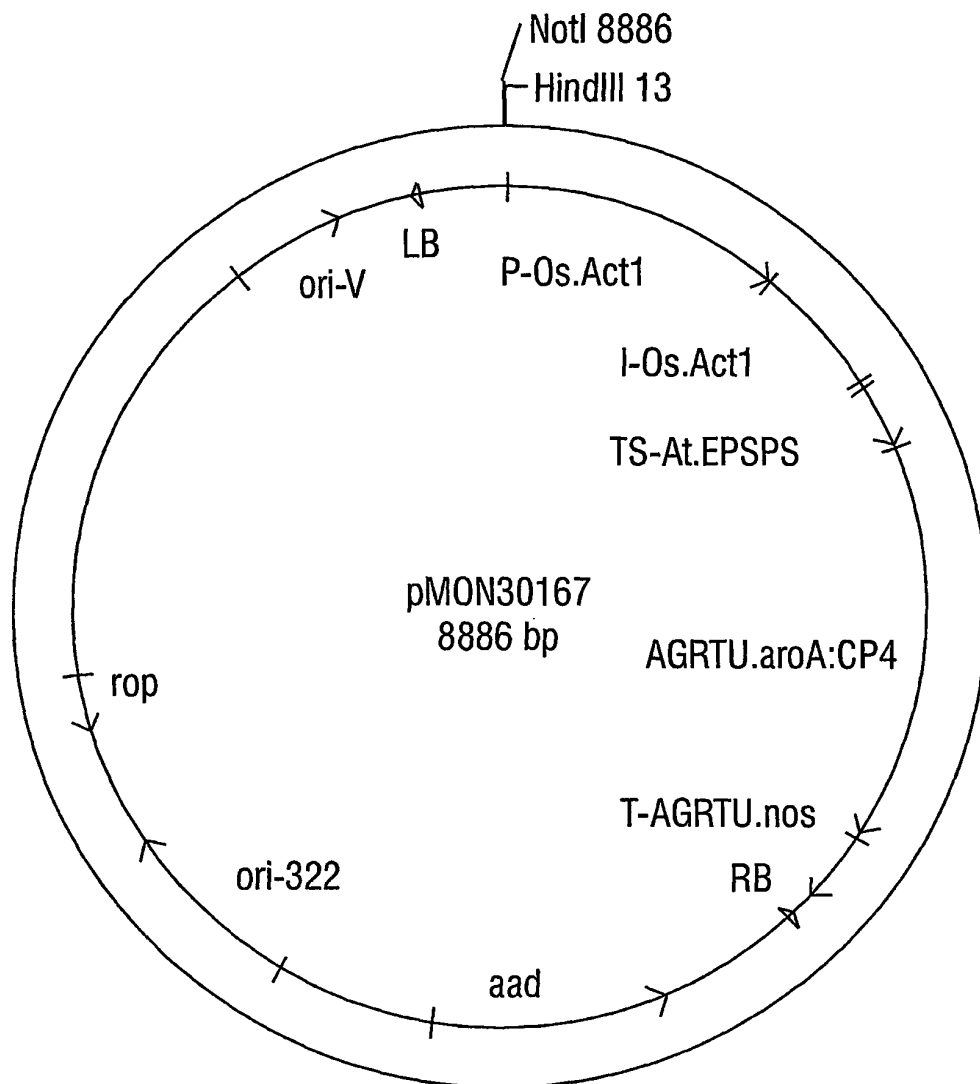 NotI 8886
HindIII 13
LB
ori-V
P-Os.Act1
I-Os.Act1
TS-At.EPSPS
pMON30167
8886 bp
AGRTU.aroA:CP4
rop
T-AGRTU.nos
ori-322
RB
aad